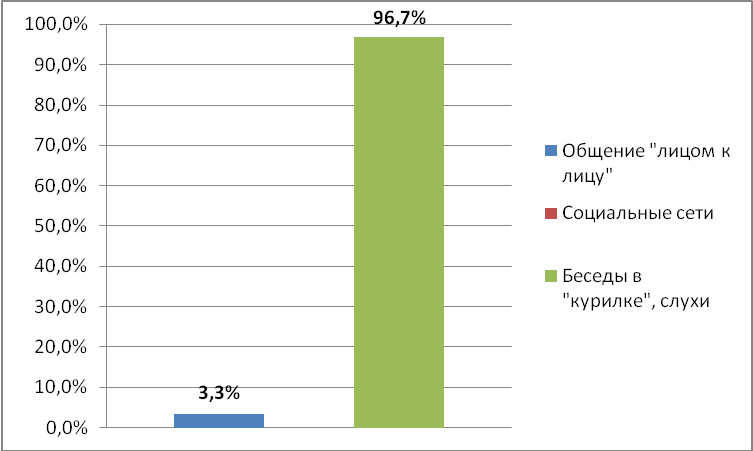 100,0%
90,0%
80,0%
70,0%
60,0%
50,0%
40,0%
30,0%
20,0%
10,0%
0,0%
96,7%
3,3%
Общение "лицом к
лицу"
Социальные сети
Беседы в
"курилке", слухи